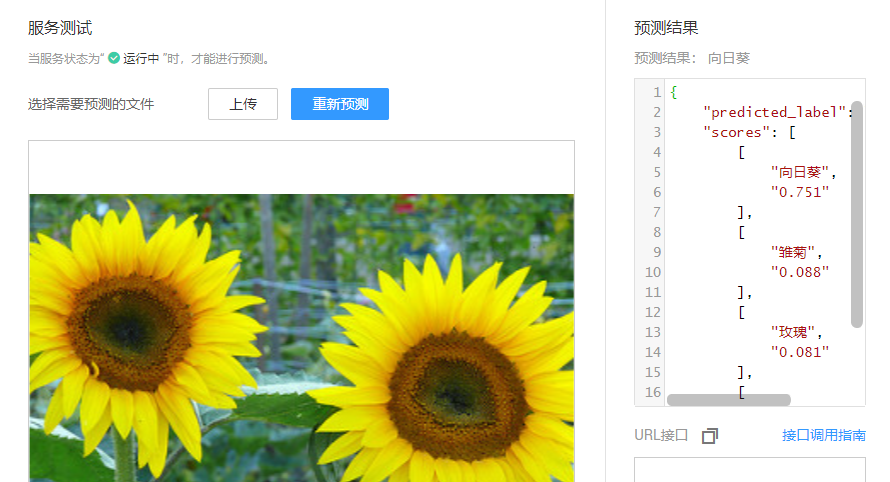 服务测试
当服务状态为“ 运行中 ”时，才能进行预测。
选择需要预测的文件
上传
重新预测
预测结果
预测结果： 向日葵
1 {
2 "predicted_label":
3 "scores": [
4 [
5 "向日葵",
6 "0.751"
7 ],
8 [
9 "雏菊",
10 "0.088"
11 ],
12 [
13 "玫瑰",
14 "0.081"
15 ],
16 [
URL接口
接口调用指南